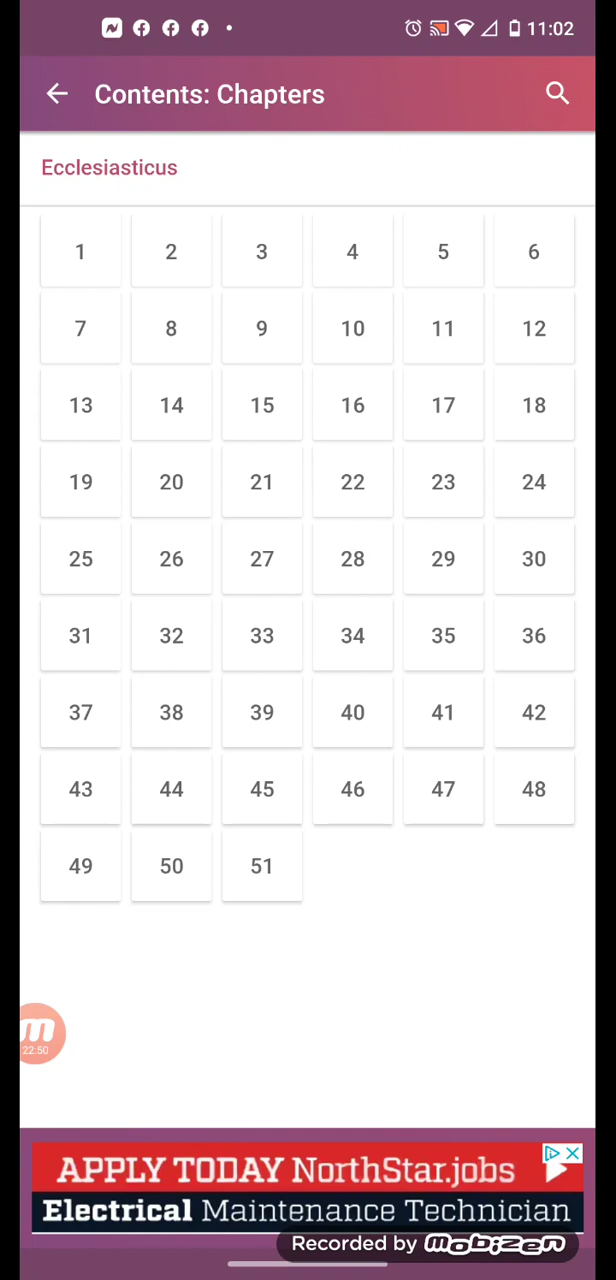 11:02
Contents: Chapters
Ecclesiasticus
1 2 3 4 5 6
7 8 9 10 11 12
13 14 15 16 17 18
19 20 21 22 23 24
25 26 27 28 29 30
31 32 33 34 35 36
37 38 39 40 41 42
43 44 45 46 47 48
49 50 51
m
22:50
APPLY TODAY NorthStar.jobs
Electrical Maintenance Technician
Recorded by mobizen